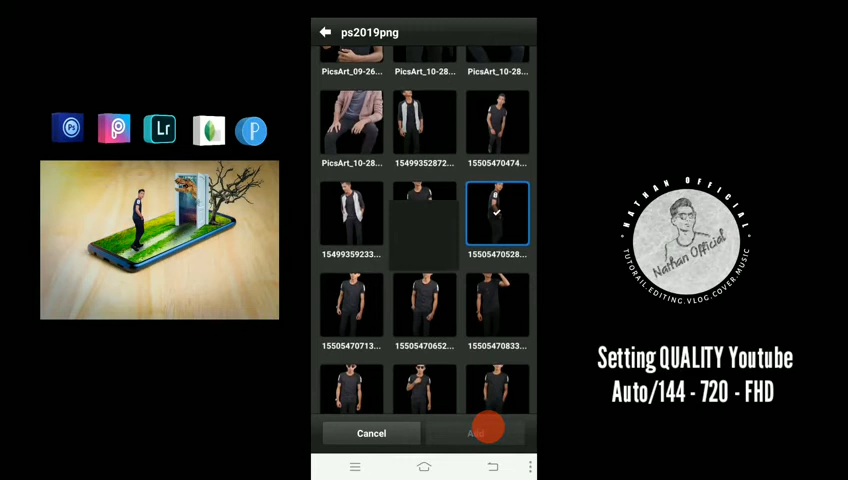 ps2019png
PicsArt_09-26...
PicsArt_10-28...
PicsArt_10-28...
PicsArt_10-28...
15499352872...
15505470474...
15499359233...
15505470528...
15505470713...
15505470652...
15505470833...
Cancel
Add
Lr
NATHAN OFFICIAL
Nathan Official
TUTORAIL.EDITING.VLOG.COVER.MUSIC
Setting QUALITY Youtube
Auto/144 - 720 - FHD